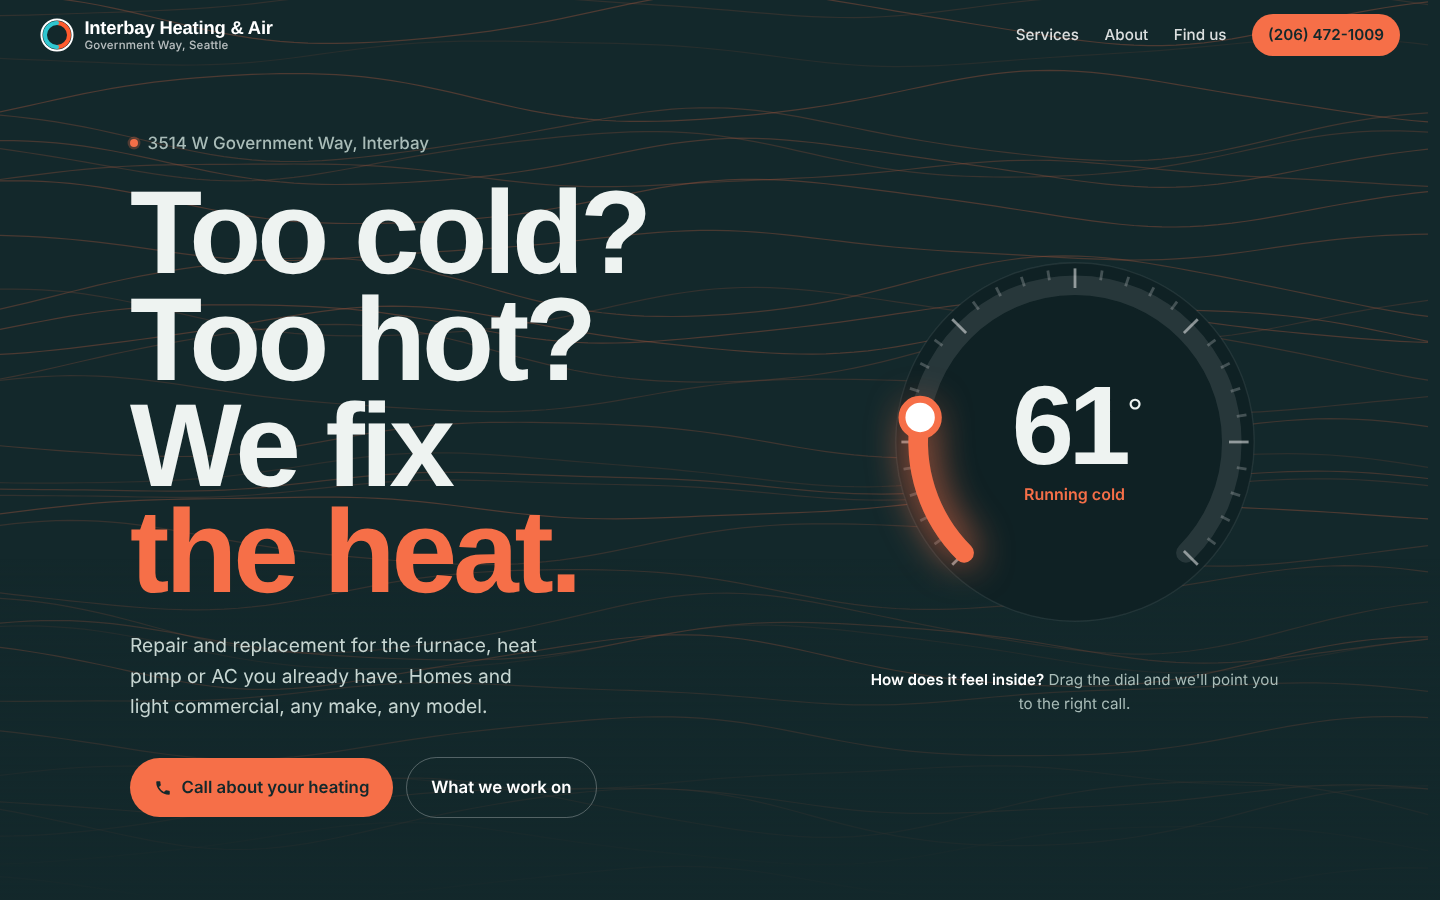 Interbay Heating & Air
Government Way, Seattle
Services
About
Find us
(206) 472-1009
3514 W Government Way, Interbay
Too cold?
Too hot?
We fix
the heat.
61°
Running cold
Repair and replacement for the furnace, heat
pump or AC you already have. Homes and
light commercial, any make, any model.
How does it feel inside? Drag the dial and we'll point you
to the right call.
Call about your heating
What we work on